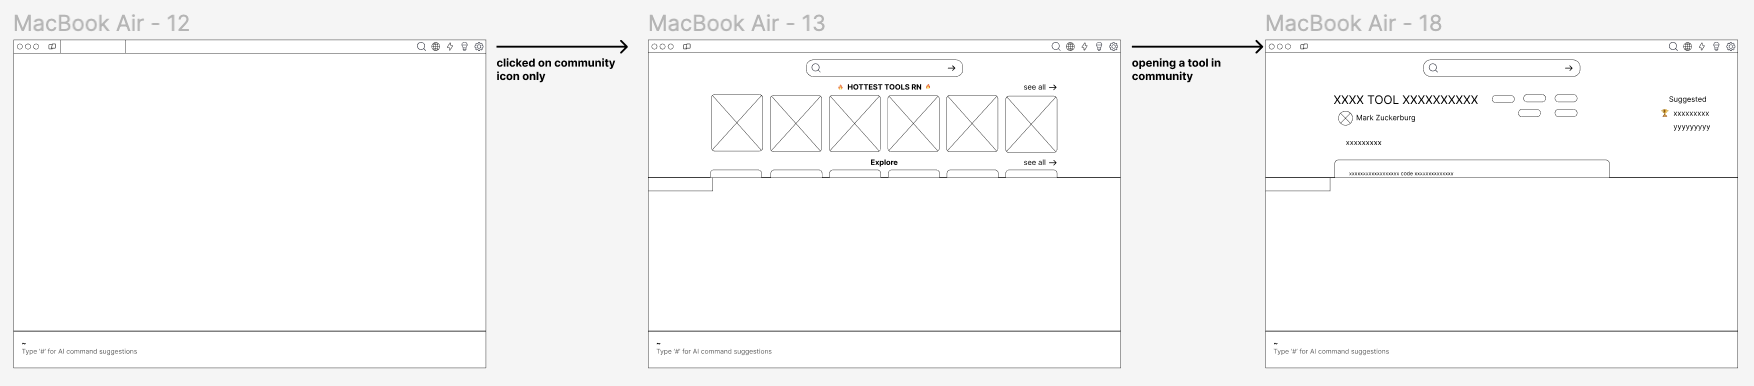 MacBook Air - 12
MacBook Air - 13
MacBook Air - 18
clicked on community
icon only
opening a tool in
community
🔥 HOTTEST TOOLS RN 🔥
see all →
Explore
see all →
XXXX TOOL XXXXXXXXXX
Mark Zuckerburg
xxxxxxxxx
Suggested
🏆 xxxxxxxxx
yyyyyyyyy
xxxxxxxxxxxxxxxxxx code xxxxxxxxxxxxxx
~
Type '#' for AI command suggestions
~
Type '#' for AI command suggestions
~
Type '#' for AI command suggestions